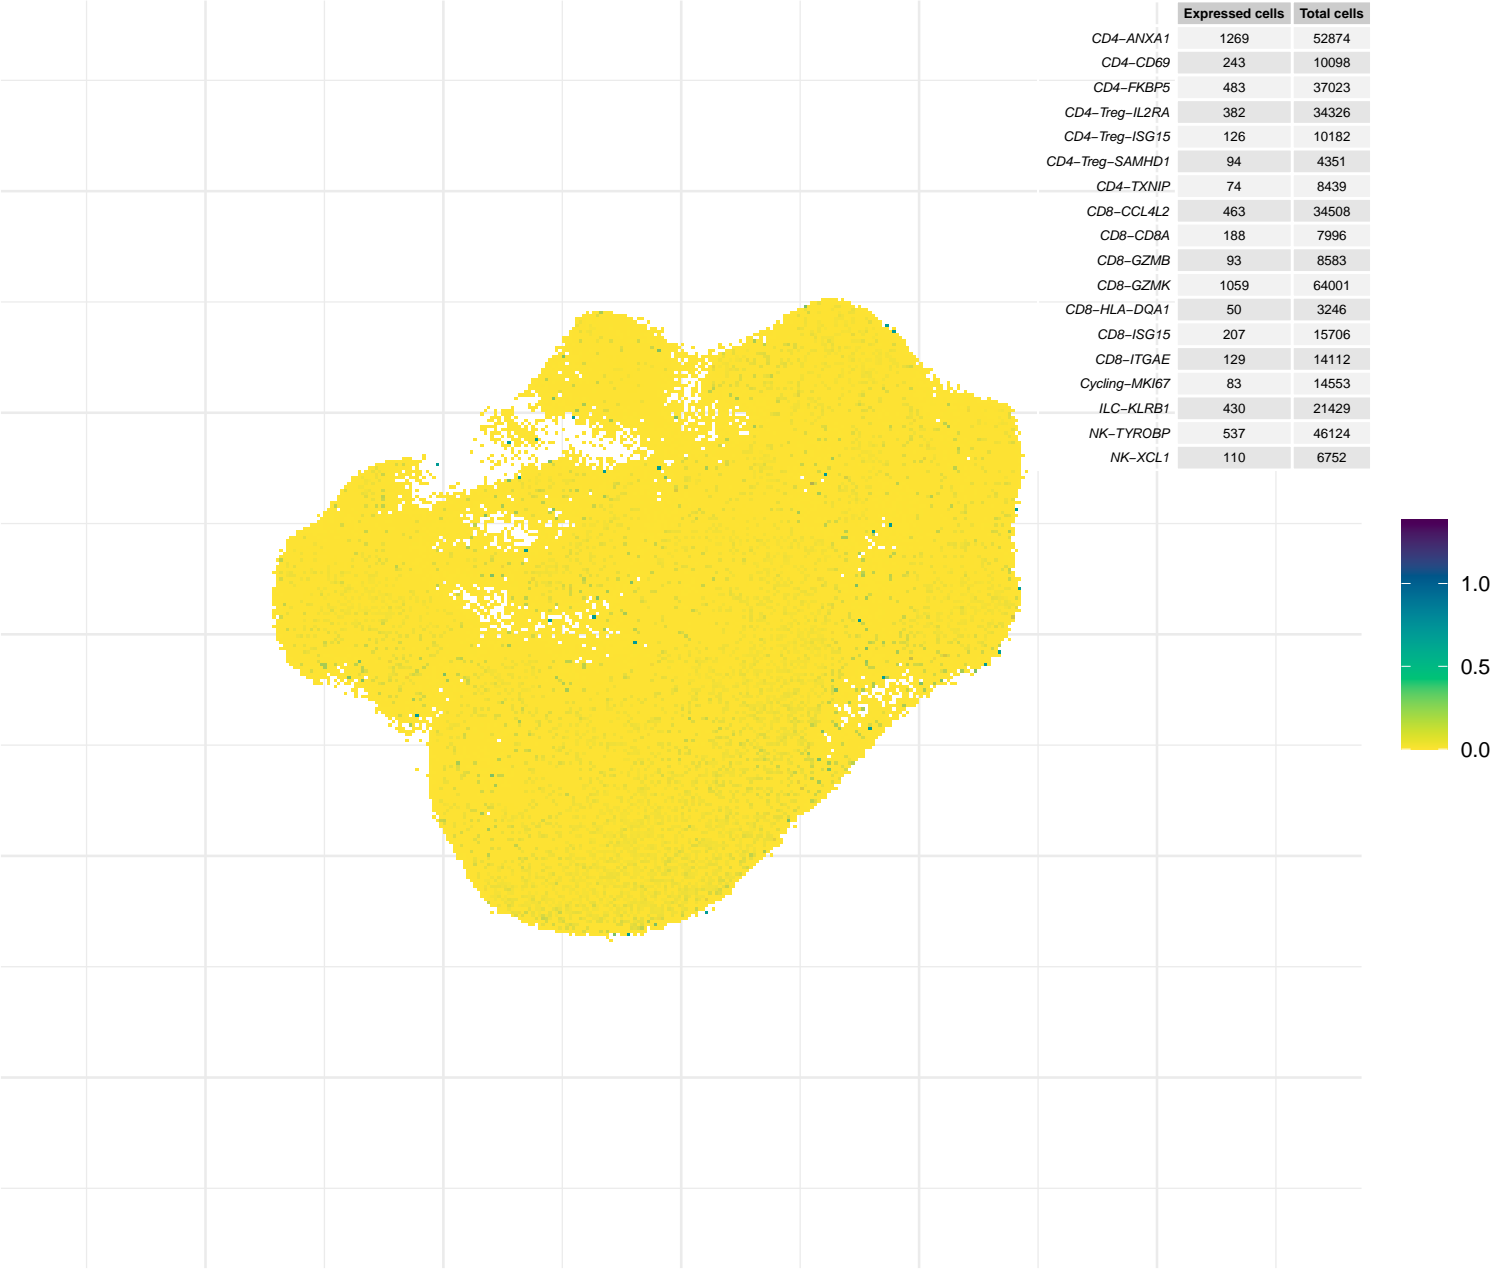 Expressed cells Total cells
CD4−ANXA1 1269 52874
CD4−CD69 243 10098
CD4−FKBP5 483 37023
CD4−Treg−IL2RA 382 34326
CD4−Treg−ISG15 126 10182
CD4−Treg−SAMHD1 94 4351
CD4−TXNIP 74 8439
CD8−CCL4L2 463 34508
CD8−CD8A 188 7996
CD8−GZMB 93 8583
CD8−GZMK 1059 64001
CD8−HLA−DQA1 50 3246
CD8−ISG15 207 15706
CD8−ITGAE 129 14112
Cycling−MKI67 83 14553
ILC−KLRB1 430 21429
NK−TYROBP 537 46124
NK−XCL1 110 6752
1.0
0.5
0.0